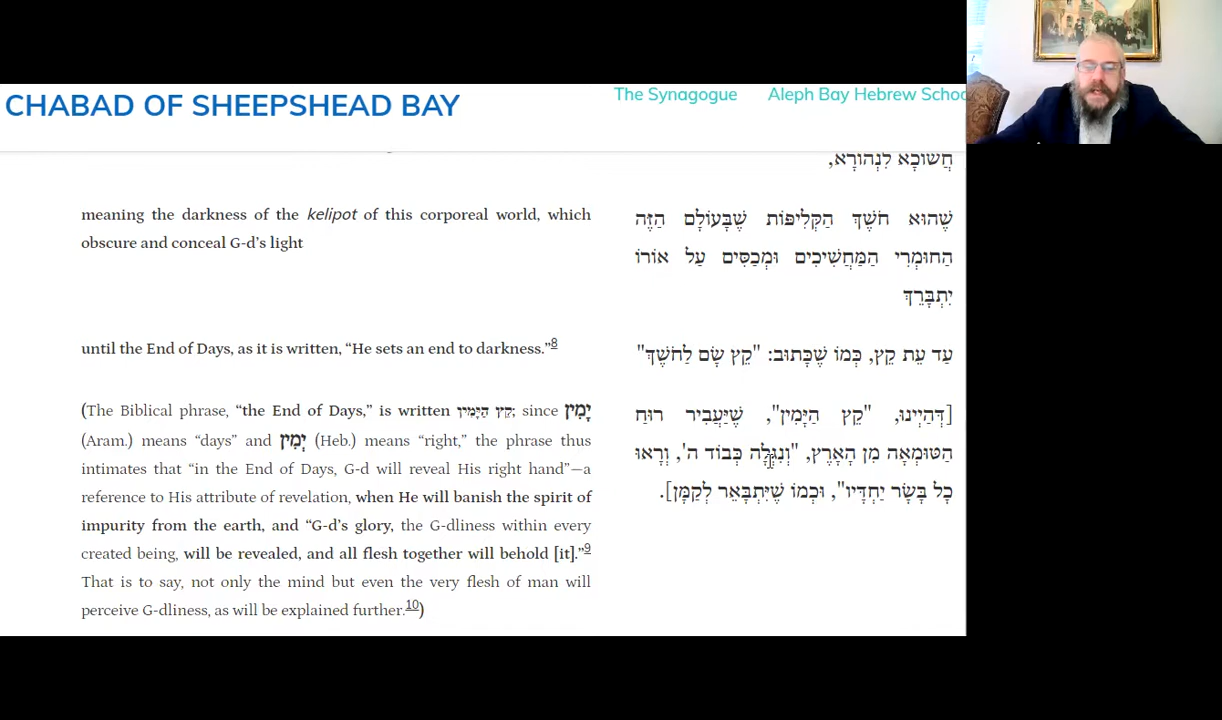 CHABAD OF SHEEPSHEAD BAY
The Synagogue Aleph Bay Hebrew Schoo
חֲשׁוֹכָא לִנְהוֹרָא,
meaning the darkness of the kelipot of this corporeal world, which
obscure and conceal G-d’s light
שֶׁהוּא חֹשֶׁךְ הַקְּלִיפּוֹת שֶׁבָּעוֹלָם הַזֶּה
הַחוּמְרִי הַמַּחֲשִׁיכִים וּמְכַסִּים עַל אוֹרוֹ
יִתְבָּרֵךְ
until the End of Days, as it is written, “He sets an end to darkness.”8
עַד עֵת קֵץ, כְּמוֹ שֶׁכָּתוּב: "קֵץ שָׂם לַחֹשֶׁךְ"
(The Biblical phrase, “the End of Days,” is written קֵץ הַיָּמִין; since יָמִין
(Aram.) means “days” and יְמִין (Heb.) means “right,” the phrase thus
intimates that “in the End of Days, G-d will reveal His right hand”—a
reference to His attribute of revelation, when He will banish the spirit of
impurity from the earth, and “G-d’s glory, the G-dliness within every
created being, will be revealed, and all flesh together will behold [it].”9
That is to say, not only the mind but even the very flesh of man will
perceive G-dliness, as will be explained further.10)
[דְּהַיְינוּ, "קֵץ הַיָּמִין", שֶׁיַּעֲבִיר רוּחַ
הַטּוּמְאָה מִן הָאָרֶץ, "וְנִגְלָה כְּבוֹד ה', וְרָאוּ
כָל בָּשָׂר יַחְדָּיו", וּכְמוֹ שֶׁיִּתְבָּאֵר לְקַמָּן].